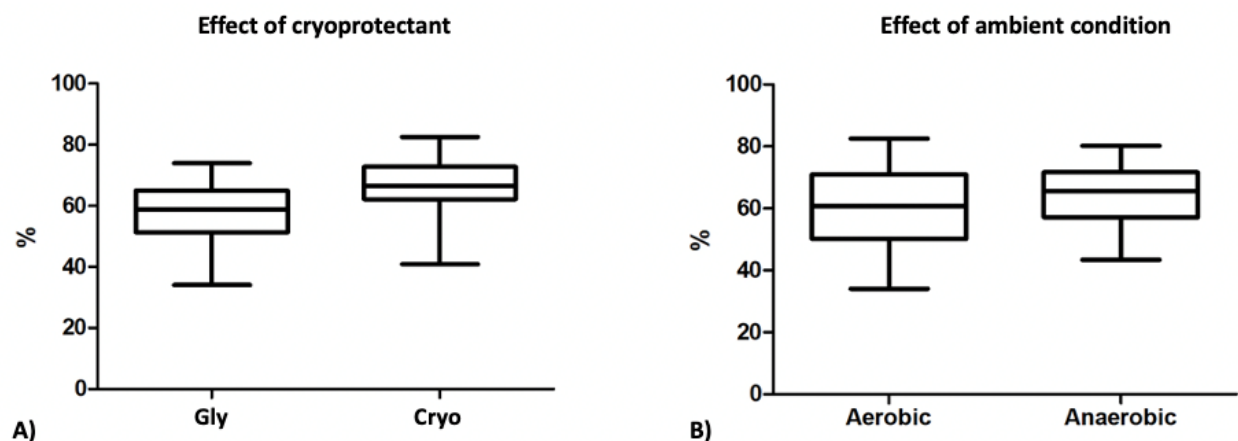 Effect of cryoprotectant
100
80
60
40
20
0
%
Gly Cryo
A)
Effect of ambient condition
100
80
60
40
20
0
%
Aerobic Anaerobic
B)